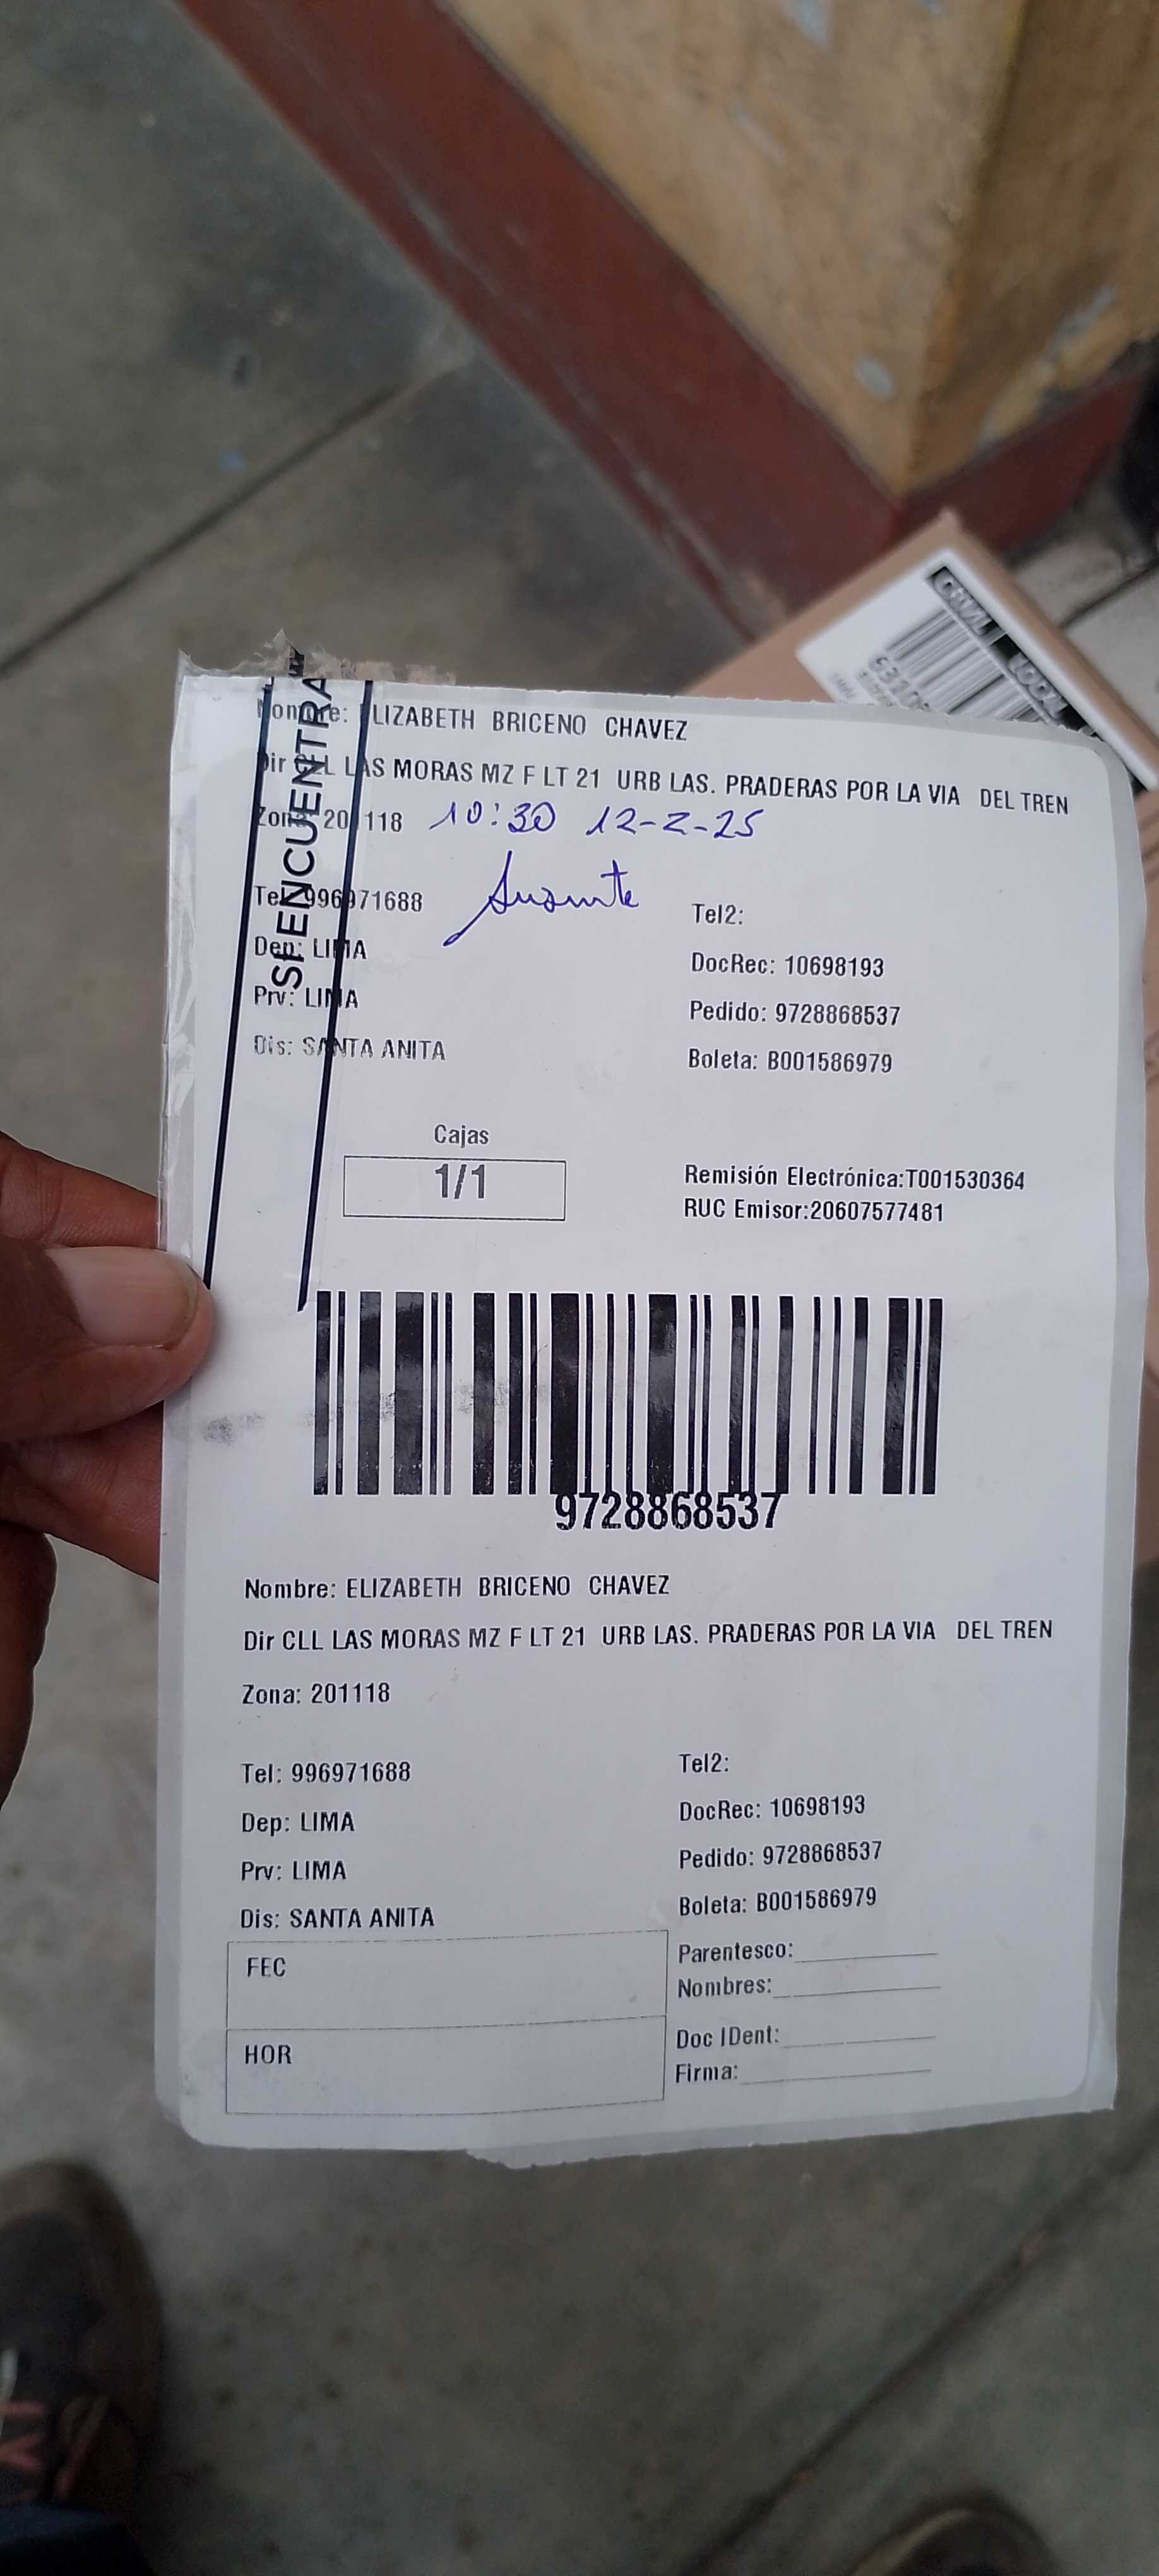 SI ENCUENTRA
Nombre: ELIZABETH BRICENO CHAVEZ
Dir CLL LAS MORAS MZ F LT 21 URB LAS. PRADERAS POR LA VIA DEL TREN
Zona: 201118 10:30 12-2-25
Tel: 996971688
Tel2:
Dep: LIMA
DocRec: 10698193
Prv: LIMA
Pedido: 9728868537
Dis: SANTA ANITA
Boleta: B001586979
Cajas
1/1
Remisión Electrónica:T001530364
RUC Emisor:20607577481
9728868537
Nombre: ELIZABETH BRICENO CHAVEZ
Dir CLL LAS MORAS MZ F LT 21 URB LAS. PRADERAS POR LA VIA DEL TREN
Zona: 201118
Tel: 996971688
Tel2:
Dep: LIMA
DocRec: 10698193
Prv: LIMA
Pedido: 9728868537
Dis: SANTA ANITA
Boleta: B001586979
FEC
Parentesco:
Nombres:
HOR
Doc IDent:
Firma: